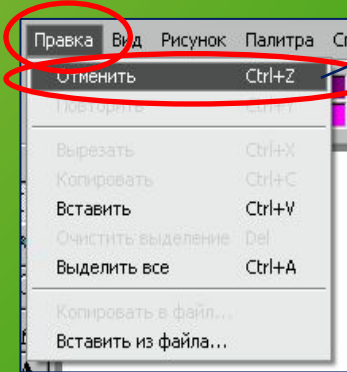 Правка Вид Рисунок Палитра
Отменить Ctrl+Z
Повторить Ctrl+Y
Вырезать Ctrl+X
Копировать Ctrl+C
Вставить Ctrl+V
Очистить выделение Del
Выделить все Ctrl+A
Копировать в файл...
Вставить из файла...